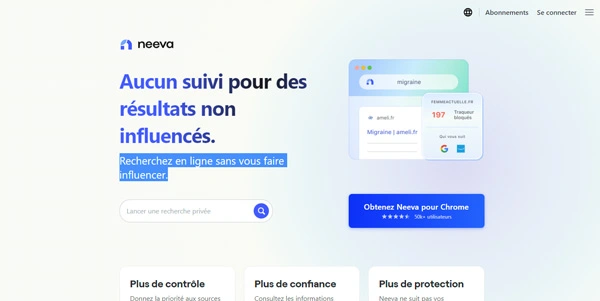 Abonnements Se connecter
neeva
Aucun suivi pour des
résultats non
influencés.
Recherchez en ligne sans vous faire
influencer.
Lancer une recherche privée
migraine
ameli.fr
Migraine | ameli.fr
FEMMEACTUELLE.FR
197 Traqueur
bloqués
Qui vous suit
Obtenez Neeva pour Chrome
50k+ utilisateurs
Plus de contrôle
Donnez la priorité aux sources
Plus de confiance
Consultez les informations
Plus de protection
Neeva ne suit pas vos